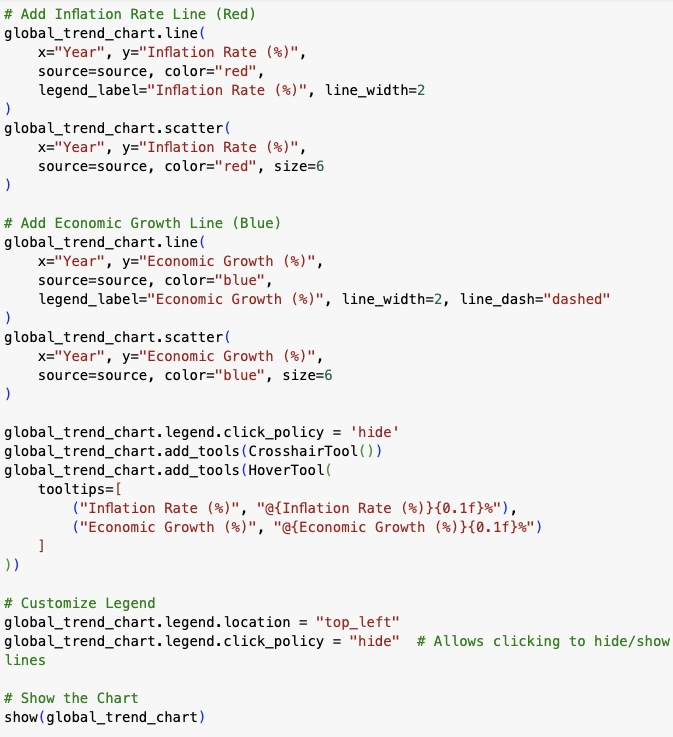 # Add Inflation Rate Line (Red)
global_trend_chart.line(
    x="Year", y="Inflation Rate (%)",
    source=source, color="red",
    legend_label="Inflation Rate (%)", line_width=2
)
global_trend_chart.scatter(
    x="Year", y="Inflation Rate (%)",
    source=source, color="red", size=6
)

# Add Economic Growth Line (Blue)
global_trend_chart.line(
    x="Year", y="Economic Growth (%)",
    source=source, color="blue",
    legend_label="Economic Growth (%)", line_width=2, line_dash="dashed"
)
global_trend_chart.scatter(
    x="Year", y="Economic Growth (%)",
    source=source, color="blue", size=6
)

global_trend_chart.legend.click_policy = 'hide'
global_trend_chart.add_tools(CrosshairTool())
global_trend_chart.add_tools(HoverTool(
    tooltips=[
        ("Inflation Rate (%)", "@{Inflation Rate (%)}{0.1f}%"),
        ("Economic Growth (%)", "@{Economic Growth (%)}{0.1f}%")
    ]
))

# Customize Legend
global_trend_chart.legend.location = "top_left"
global_trend_chart.legend.click_policy = "hide"  # Allows clicking to hide/show
lines

# Show the Chart
show(global_trend_chart)